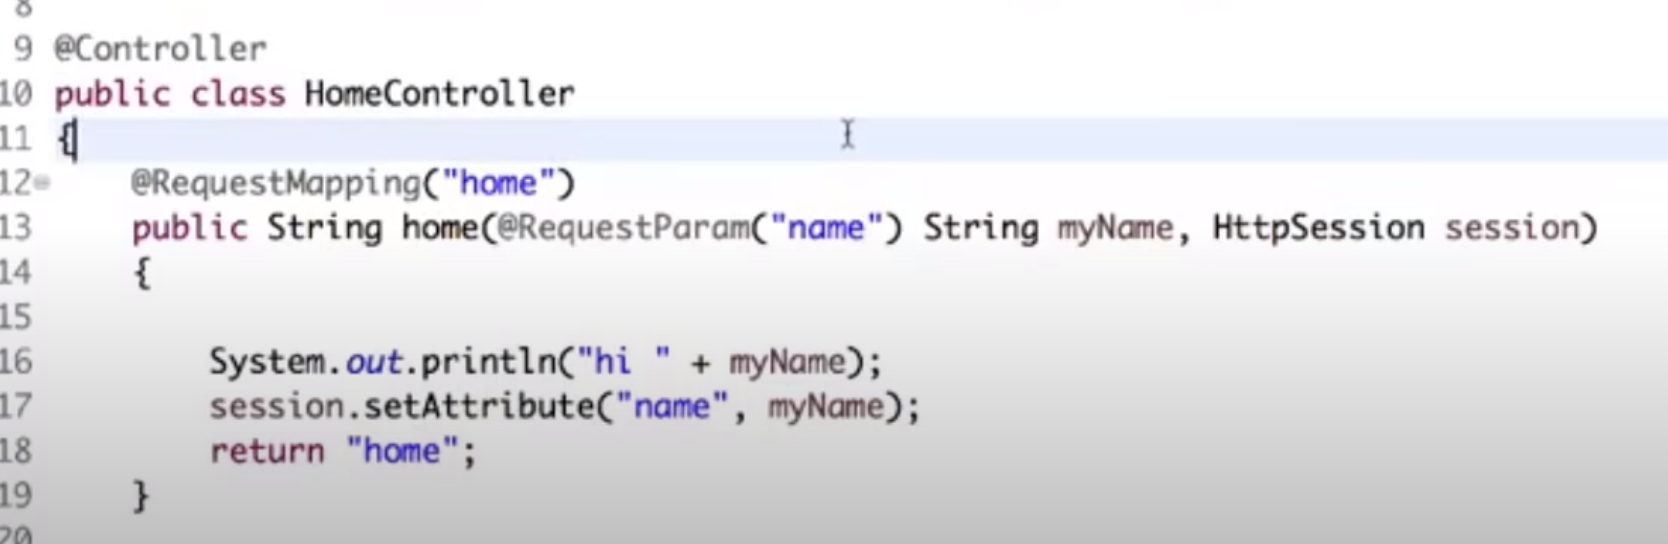 8
9 @Controller
10 public class HomeController
11 {
12 @RequestMapping("home")
13 public String home(@RequestParam("name") String myName, HttpSession session)
14 {
15
16 System.out.println("hi " + myName);
17 session.setAttribute("name", myName);
18 return "home";
19 }
20